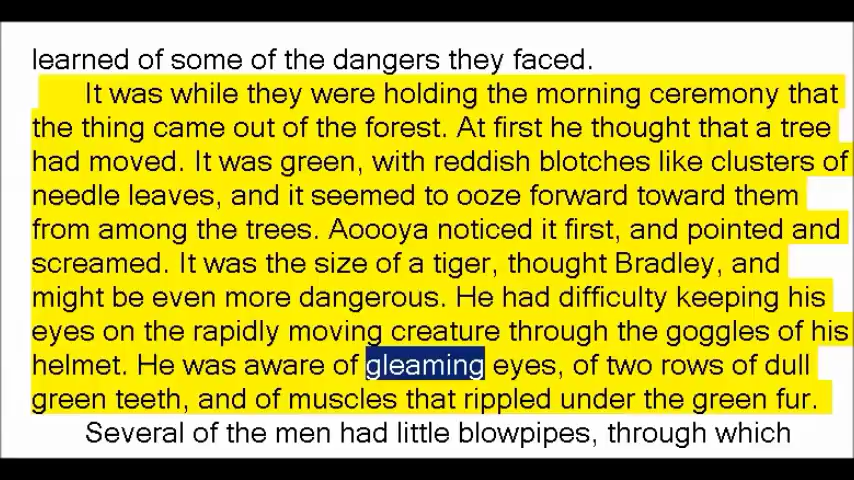 learned of some of the dangers they faced.
It was while they were holding the morning ceremony that
the thing came out of the forest. At first he thought that a tree
had moved. It was green, with reddish blotches like clusters of
needle leaves, and it seemed to ooze forward toward them
from among the trees. Aoooya noticed it first, and pointed and
screamed. It was the size of a tiger, thought Bradley, and
might be even more dangerous. He had difficulty keeping his
eyes on the rapidly moving creature through the goggles of his
helmet. He was aware of gleaming eyes, of two rows of dull
green teeth, and of muscles that rippled under the green fur.
Several of the men had little blowpipes, through which